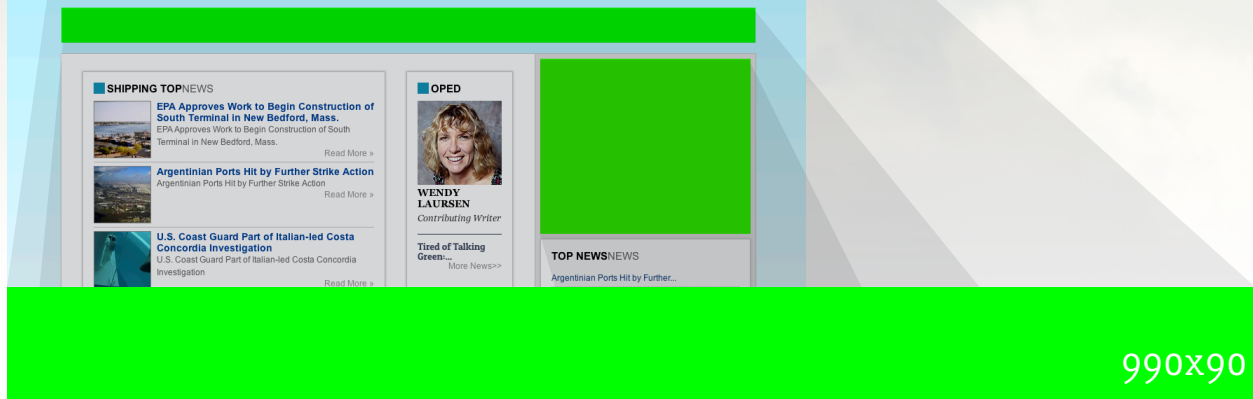 SHIPPING TOPNEWS
EPA Approves Work to Begin Construction of
South Terminal in New Bedford, Mass.
EPA Approves Work to Begin Construction of South
Terminal in New Bedford, Mass.
Read More »
Argentinian Ports Hit by Further Strike Action
Argentinian Ports Hit by Further Strike Action
Read More »
U.S. Coast Guard Part of Italian-led Costa
Concordia Investigation
U.S. Coast Guard Part of Italian-led Costa Concordia
Investigation
Read More »
OPED
WENDY
LAURSEN
Contributing Writer
Tired of Talking
Green:...
More News>>
TOP NEWSNEWS
Argentinian Ports Hit by Further...
990x90